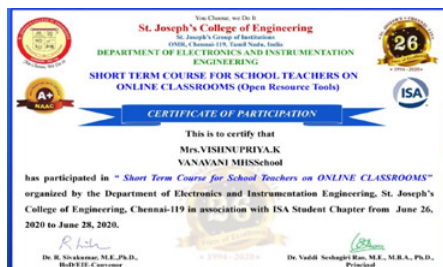 You Choose, we Do It
St. Joseph's College of Engineering
St. Joseph's Group of Institutions
OMR, Chennai-119, Tamil Nadu, India
DEPARTMENT OF ELECTRONICS AND INSTRUMENTATION
ENGINEERING
SHORT TERM COURSE FOR SCHOOL TEACHERS ON
ONLINE CLASSROOMS (Open Resource Tools)
A+
NAAC
26
* 1994 - 2020 *
ISA
CERTIFICATE OF PARTICIPATION
This is to certify that
Mrs.VISHNUPRIYA.K
VANAVANI MHSSchool
has participated in " Short Term Course for School Teachers on ONLINE CLASSROOMS"
organized by the Department of Electronics and Instrumentation Engineering, St. Joseph's
College of Engineering, Chennai-119 in association with ISA Student Chapter from June 26,
2020 to June 28, 2020.
Dr. R. Sivakumar, M.E.,Ph.D.,
HoD/EIE-Convenor
Dr. Vaddi Seshagiri Rao, M.E., M.B.A., Ph.D.,
Principal